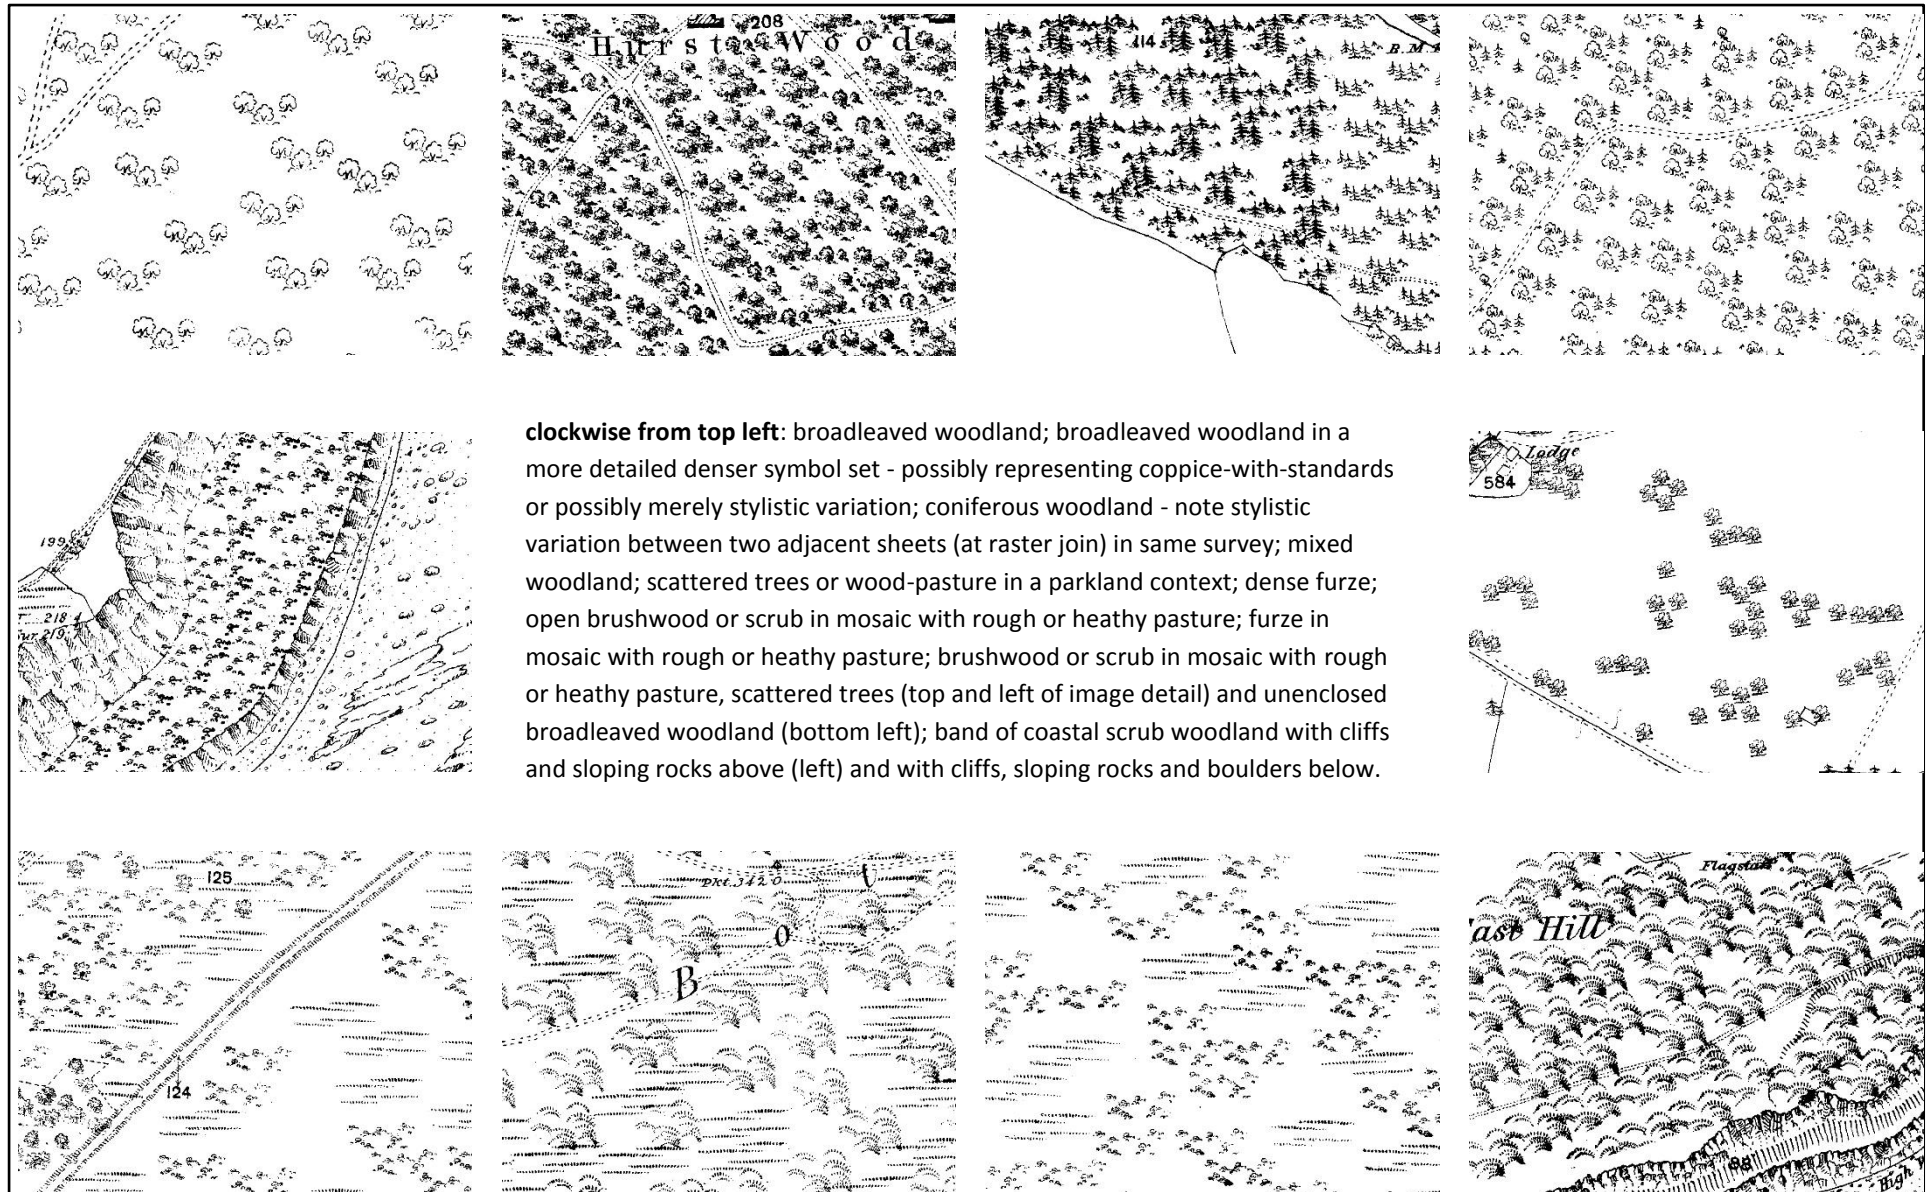 208
Hurst Wood
114
B.M.
clockwise from top left: broadleaved woodland; broadleaved woodland in a
more detailed denser symbol set - possibly representing coppice-with-standards
or possibly merely stylistic variation; coniferous woodland - note stylistic
variation between two adjacent sheets (at raster join) in same survey; mixed
woodland; scattered trees or wood-pasture in a parkland context; dense furze;
open brushwood or scrub in mosaic with rough or heathy pasture; furze in
mosaic with rough or heathy pasture; brushwood or scrub in mosaic with rough
or heathy pasture, scattered trees (top and left of image detail) and unenclosed
broadleaved woodland (bottom left); band of coastal scrub woodland with cliffs
and sloping rocks above (left) and with cliffs, sloping rocks and boulders below.
199
218
219
Lodge
584
125
124
B o t
Flagstaff
ast Hill
High